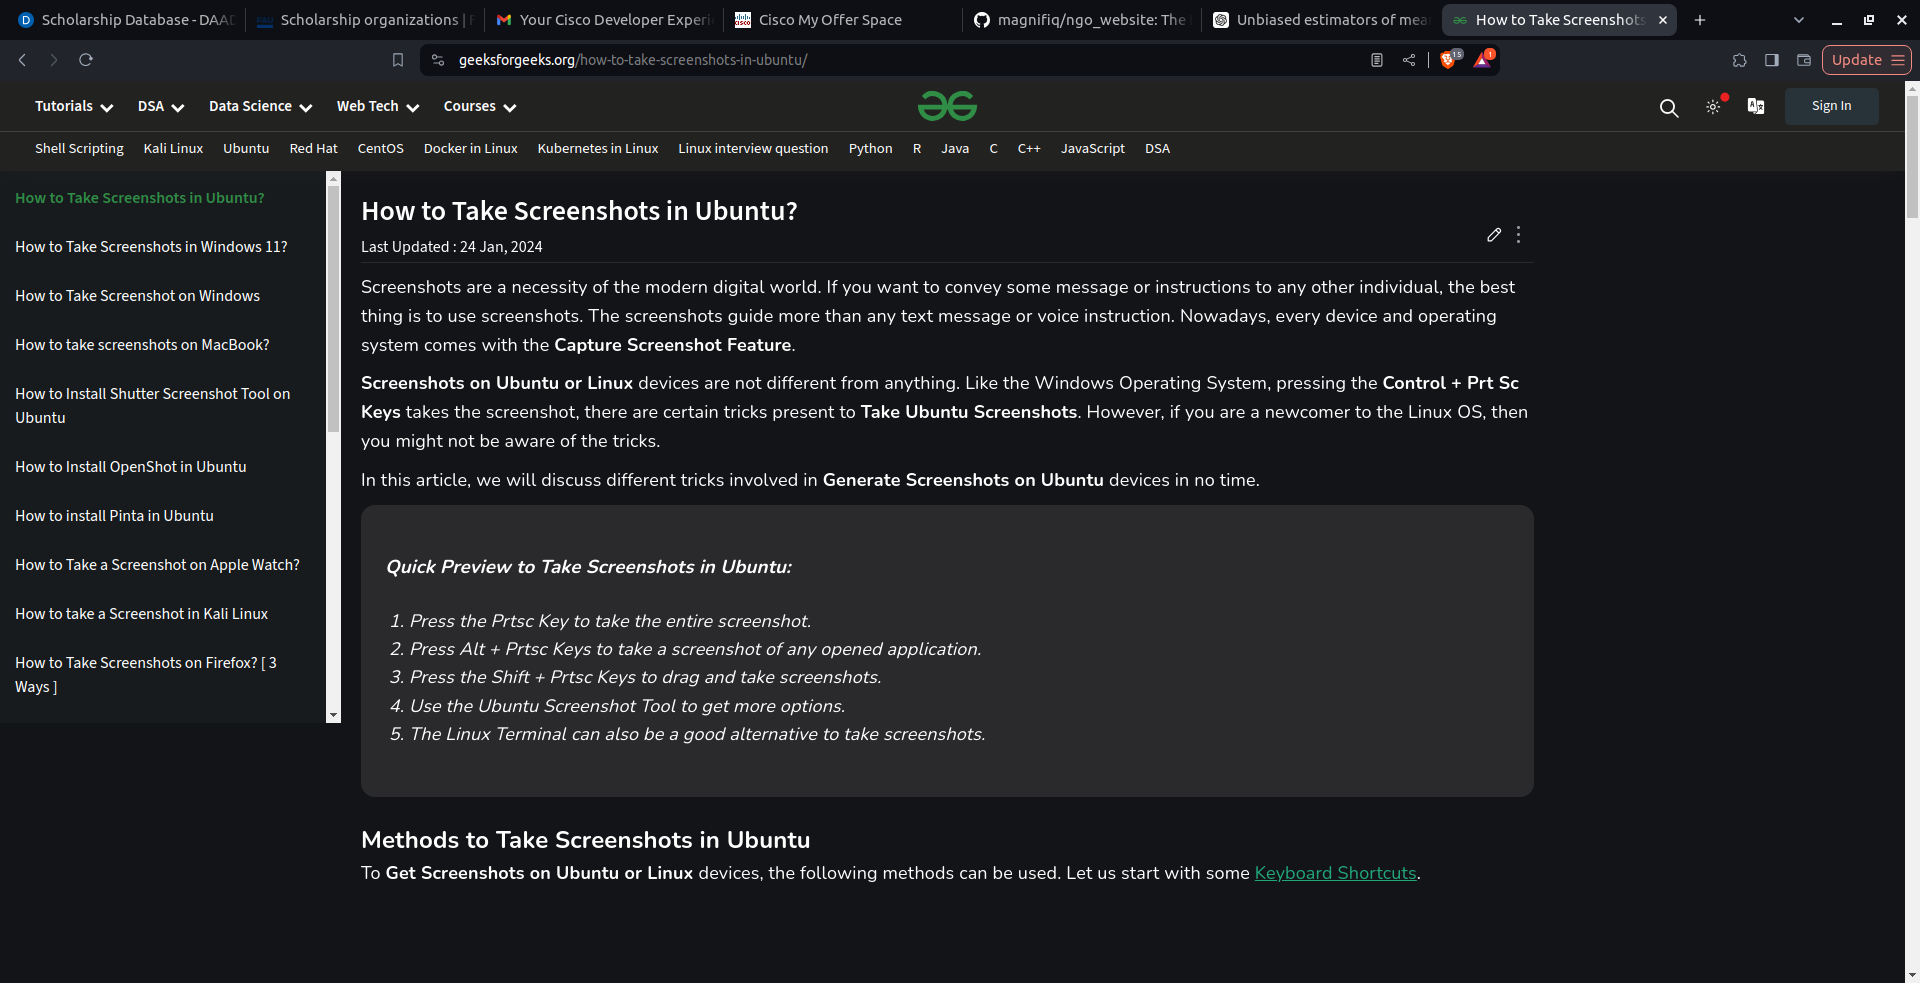 Scholarship Database - DAAD
Scholarship organizations |
Your Cisco Developer Experi
Cisco My Offer Space
magnifiq/ngo_website: The
Unbiased estimators of mea
How to Take Screenshots
geeksforgeeks.org/how-to-take-screenshots-in-ubuntu/
15
1
Update
Tutorials
DSA
Data Science
Web Tech
Courses
Sign In
Shell Scripting
Kali Linux
Ubuntu
Red Hat
CentOS
Docker in Linux
Kubernetes in Linux
Linux interview question
Python
R
Java
C
C++
JavaScript
DSA
How to Take Screenshots in Ubuntu?
How to Take Screenshots in Windows 11?
How to Take Screenshot on Windows
How to take screenshots on MacBook?
How to Install Shutter Screenshot Tool on
Ubuntu
How to Install OpenShot in Ubuntu
How to install Pinta in Ubuntu
How to Take a Screenshot on Apple Watch?
How to take a Screenshot in Kali Linux
How to Take Screenshots on Firefox? [ 3
Ways ]
How to Take Screenshots in Ubuntu?
Last Updated : 24 Jan, 2024
Screenshots are a necessity of the modern digital world. If you want to convey some message or instructions to any other individual, the best
thing is to use screenshots. The screenshots guide more than any text message or voice instruction. Nowadays, every device and operating
system comes with the Capture Screenshot Feature.
Screenshots on Ubuntu or Linux devices are not different from anything. Like the Windows Operating System, pressing the Control + Prt Sc
Keys takes the screenshot, there are certain tricks present to Take Ubuntu Screenshots. However, if you are a newcomer to the Linux OS, then
you might not be aware of the tricks.
In this article, we will discuss different tricks involved in Generate Screenshots on Ubuntu devices in no time.
Quick Preview to Take Screenshots in Ubuntu:
1. Press the Prtsc Key to take the entire screenshot.
2. Press Alt + Prtsc Keys to take a screenshot of any opened application.
3. Press the Shift + Prtsc Keys to drag and take screenshots.
4. Use the Ubuntu Screenshot Tool to get more options.
5. The Linux Terminal can also be a good alternative to take screenshots.
Methods to Take Screenshots in Ubuntu
To Get Screenshots on Ubuntu or Linux devices, the following methods can be used. Let us start with some Keyboard Shortcuts.